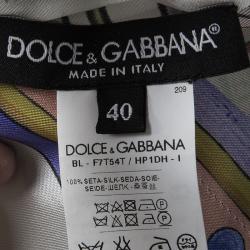 DOLCE & GABBANA
MADE IN ITALY
40
209
DOLCE & GABBANA
BL - F7T54T / HP1DH - I
100% SETA-SILK-SEDA-SOIE-
SEIDE-ШЕЛК-